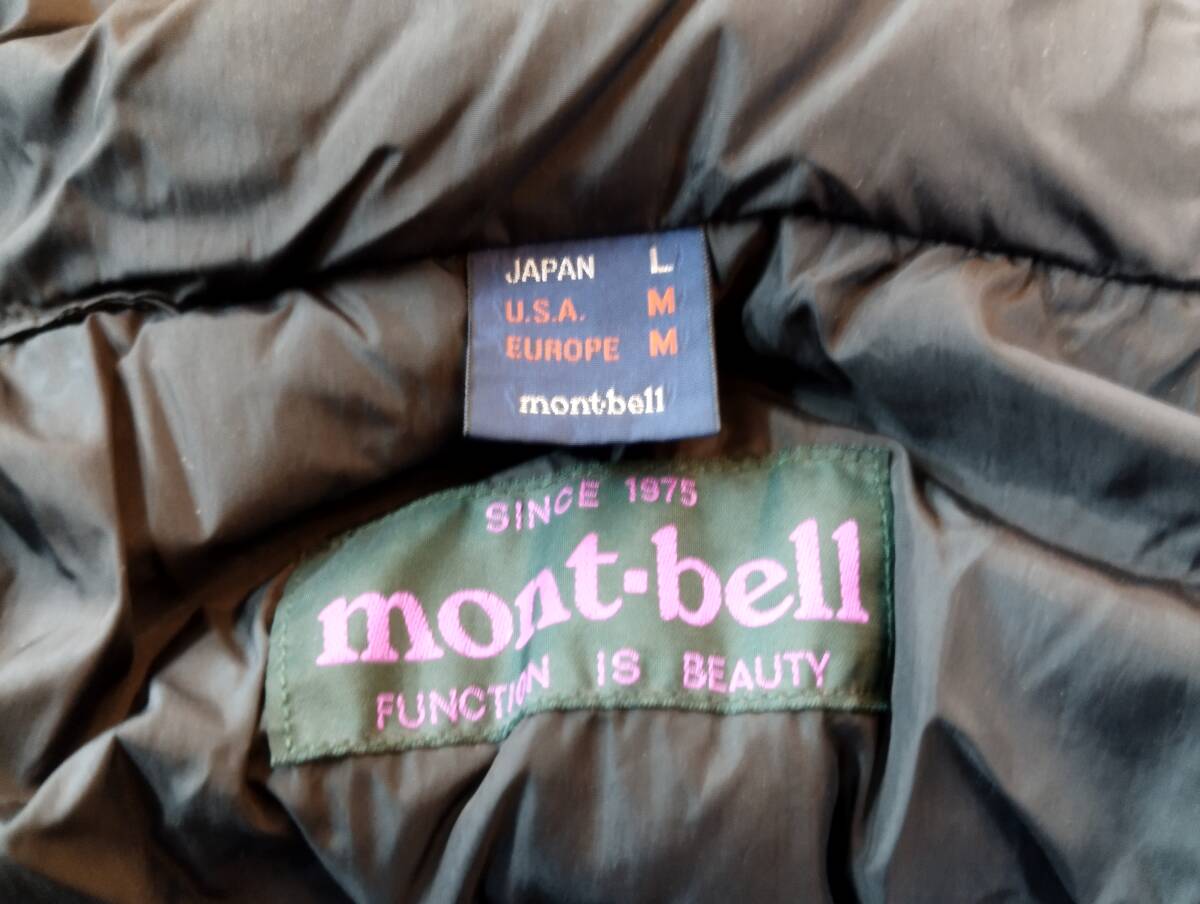 JAPAN L
U.S.A. M
EUROPE M
mont-bell
SINCE 1975
mont-bell
FUNCTION IS BEAUTY